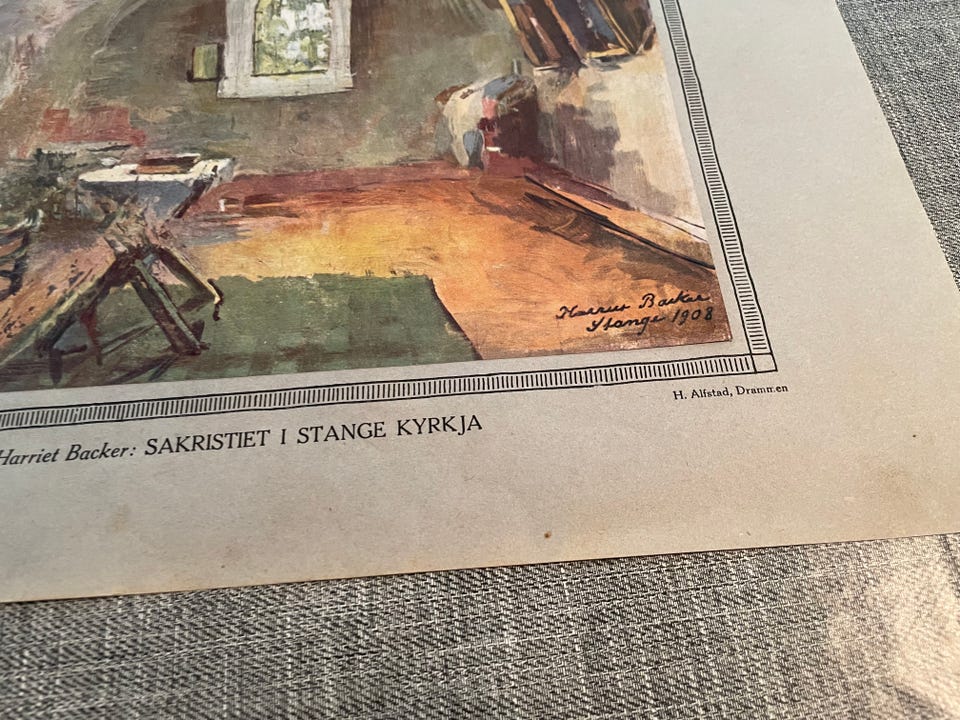 Harriet Backer
Stange 1908
H. Alfstad, Drammen
Harriet Backer: SAKRISTIET I STANGE KYRKJA